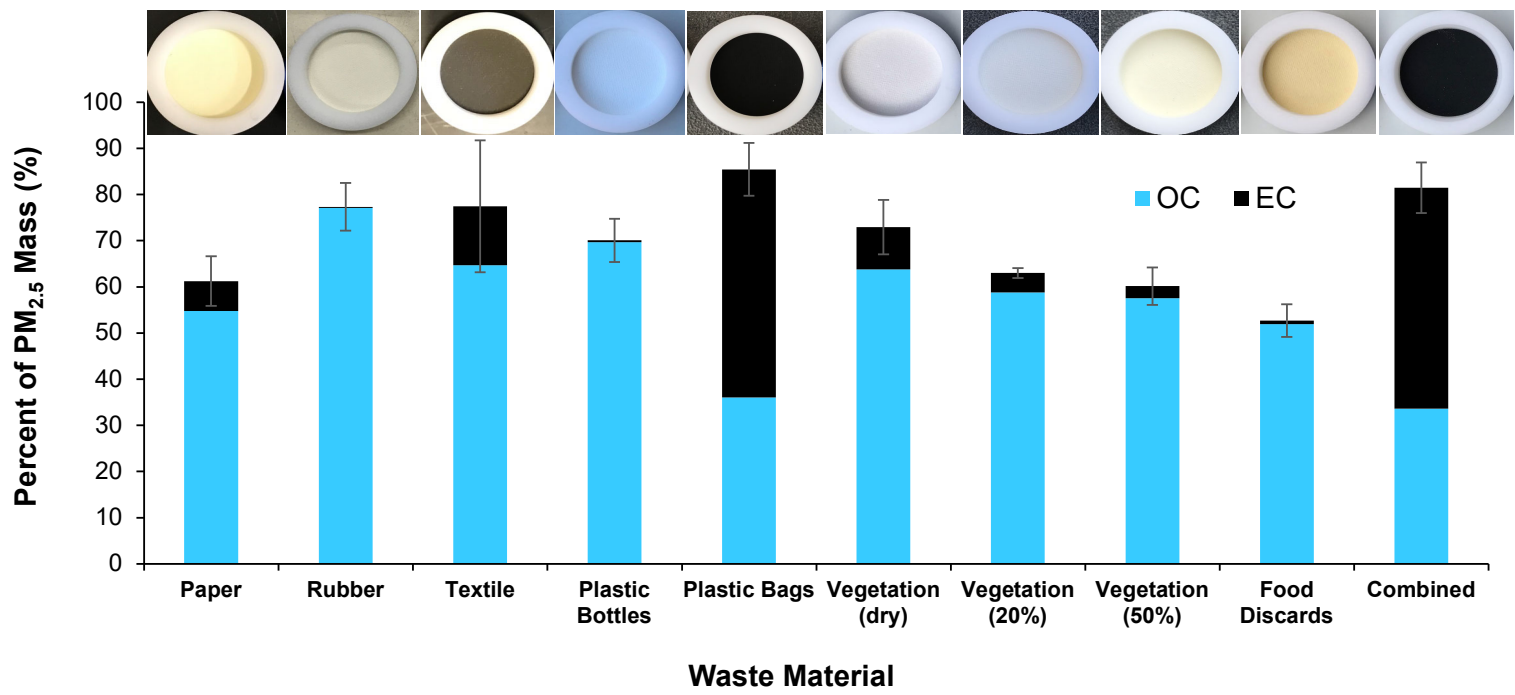 Percent of PM2.5 Mass (%)
100
90
80
70
60
50
40
30
20
10
0
OC
EC
Paper
Rubber
Textile
Plastic
Bottles
Plastic Bags
Vegetation
(dry)
Vegetation
(20%)
Vegetation
(50%)
Food
Discards
Combined
Waste Material